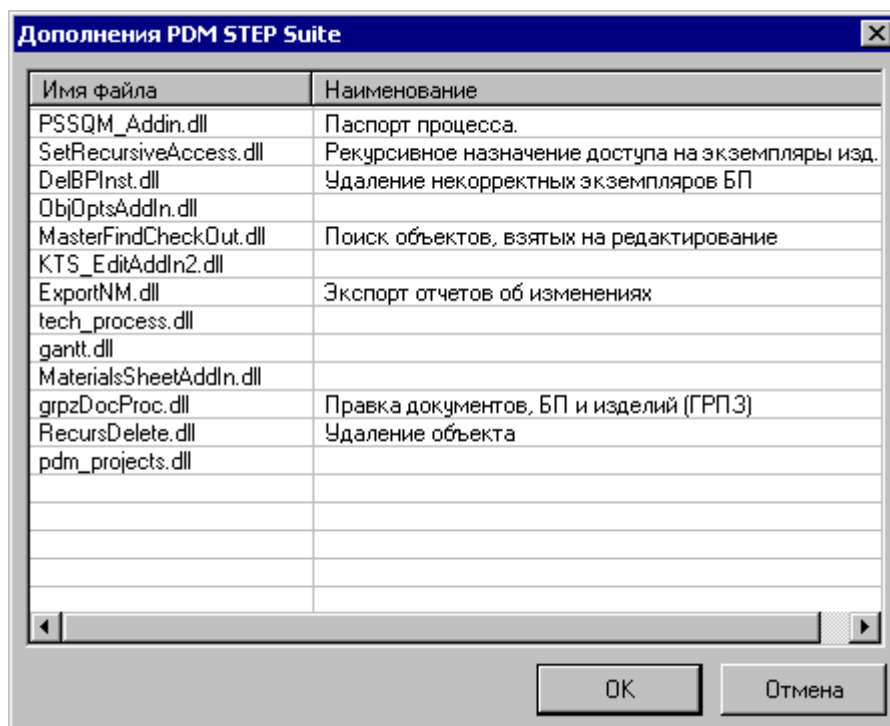 Дополнения PDM STEP Suite
Имя файла Наименование
PSSQM_Addin.dll Паспорт процесса.
SetRecursiveAccess.dll Рекурсивное назначение доступа на экземпляры изд.
DelBPInst.dll Удаление некорректных экземпляров БП
ObjOptsAddIn.dll
MasterFindCheckOut.dll Поиск объектов, взятых на редактирование
KTS_EditAddIn2.dll
ExportNM.dll Экспорт отчетов об изменениях
tech_process.dll
gantt.dll
MaterialsSheetAddIn.dll
grpzDocProc.dll Правка документов, БП и изделий (ГРПЗ)
RecursDelete.dll Удаление объекта
pdm_projects.dll
OK Отмена